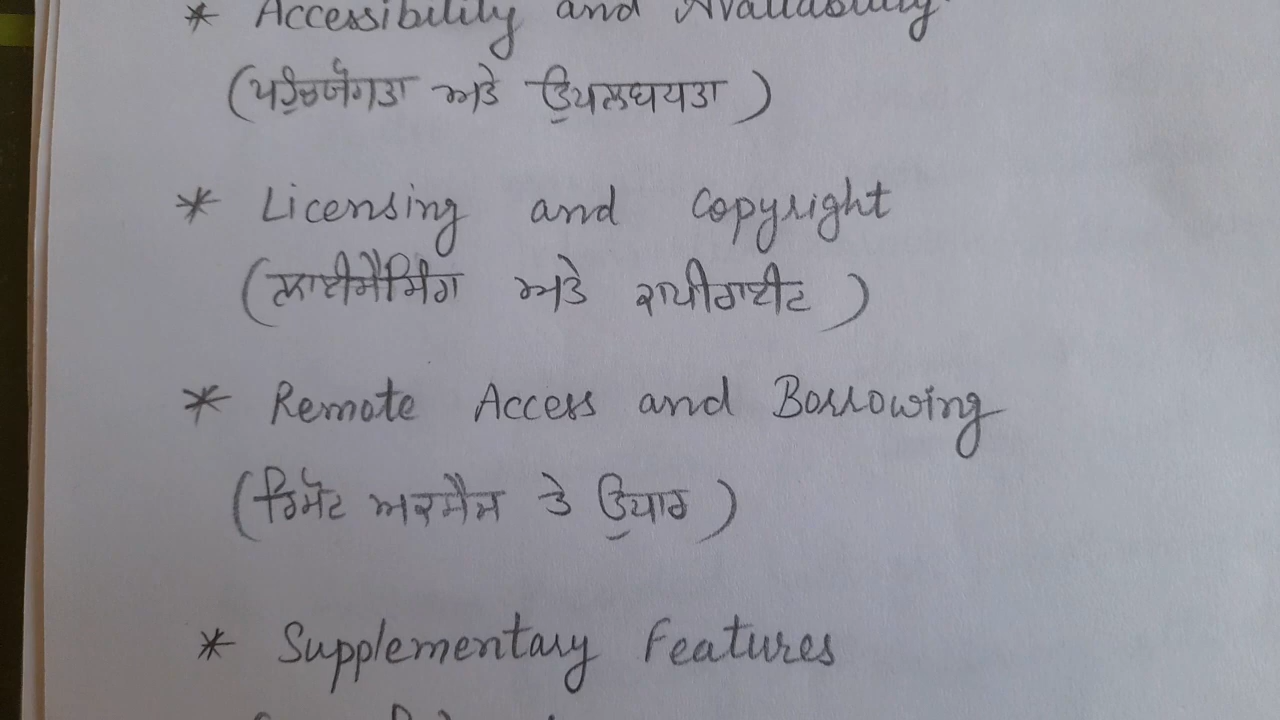 * Accessibility and Availability
(ਪਹੁੰਚਯੋਗਤਾ ਅਤੇ ਉਪਲਬਧਤਾ)
* Licensing and Copyright
(ਲਾਈਸੈਸਿੰਗ ਅਤੇ ਕਾਪੀਰਾਈਟ)
* Remote Access and Borrowing
(ਰਿਮੋਟ ਅਕਸੈਸ ਤੇ ਉਧਾਰ)
* Supplementary Features